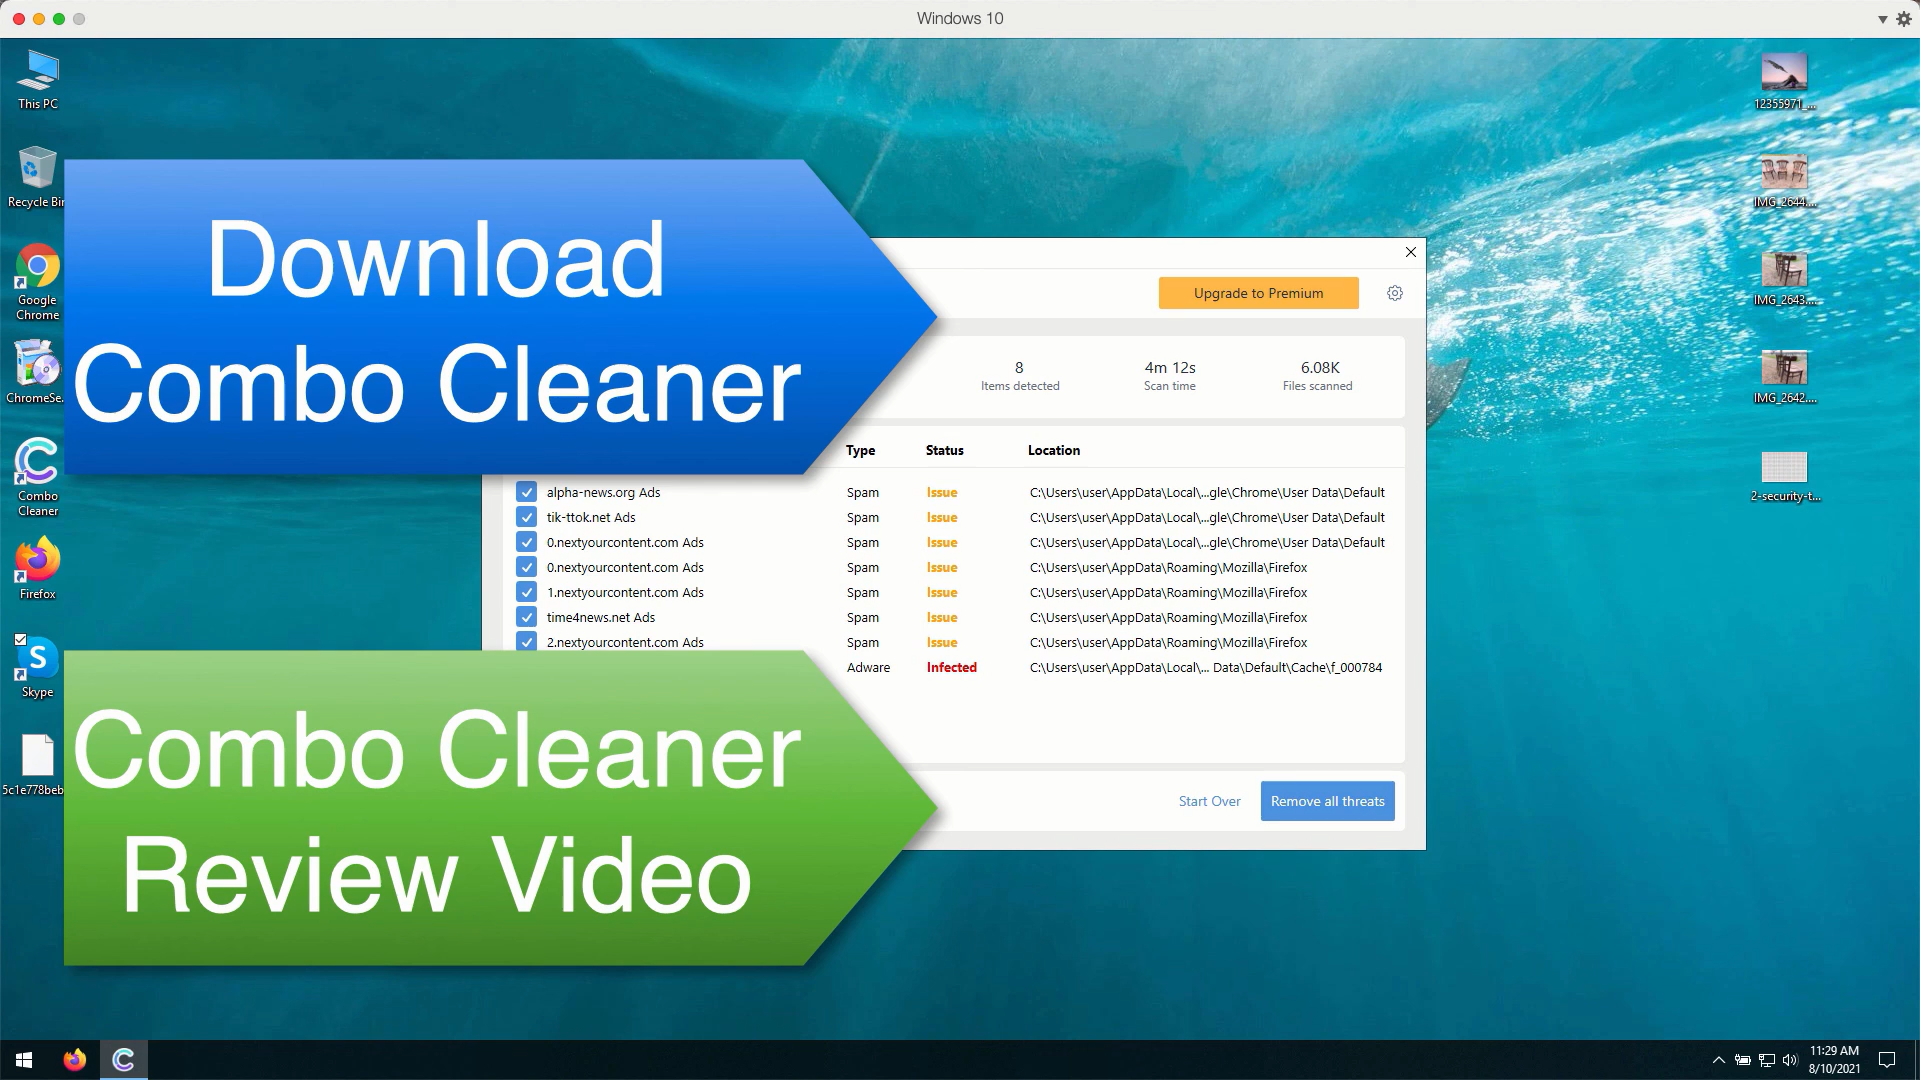 Windows 10
This PC
Recycle Bin
Google
Chrome
ChromeSe...
Combo
Cleaner
Firefox
Skype
5c1e778beb
12355971_...
IMG_2644....
IMG_2643....
IMG_2642....
2-security-t...
Download
Combo Cleaner
Upgrade to Premium
8
Items detected
4m 12s
Scan time
6.08K
Files scanned
Type Status Location
alpha-news.org Ads Spam Issue C:\Users\user\AppData\Local\...gle\Chrome\User Data\Default
tik-ttok.net Ads Spam Issue C:\Users\user\AppData\Local\...gle\Chrome\User Data\Default
0.nextyourcontent.com Ads Spam Issue C:\Users\user\AppData\Local\...gle\Chrome\User Data\Default
0.nextyourcontent.com Ads Spam Issue C:\Users\user\AppData\Roaming\Mozilla\Firefox
1.nextyourcontent.com Ads Spam Issue C:\Users\user\AppData\Roaming\Mozilla\Firefox
time4news.net Ads Spam Issue C:\Users\user\AppData\Roaming\Mozilla\Firefox
2.nextyourcontent.com Ads Spam Issue C:\Users\user\AppData\Roaming\Mozilla\Firefox
Adware Infected C:\Users\user\AppData\Local\... Data\Default\Cache\f_000784
Start Over Remove all threats
Combo Cleaner
Review Video
11:29 AM
8/10/2021